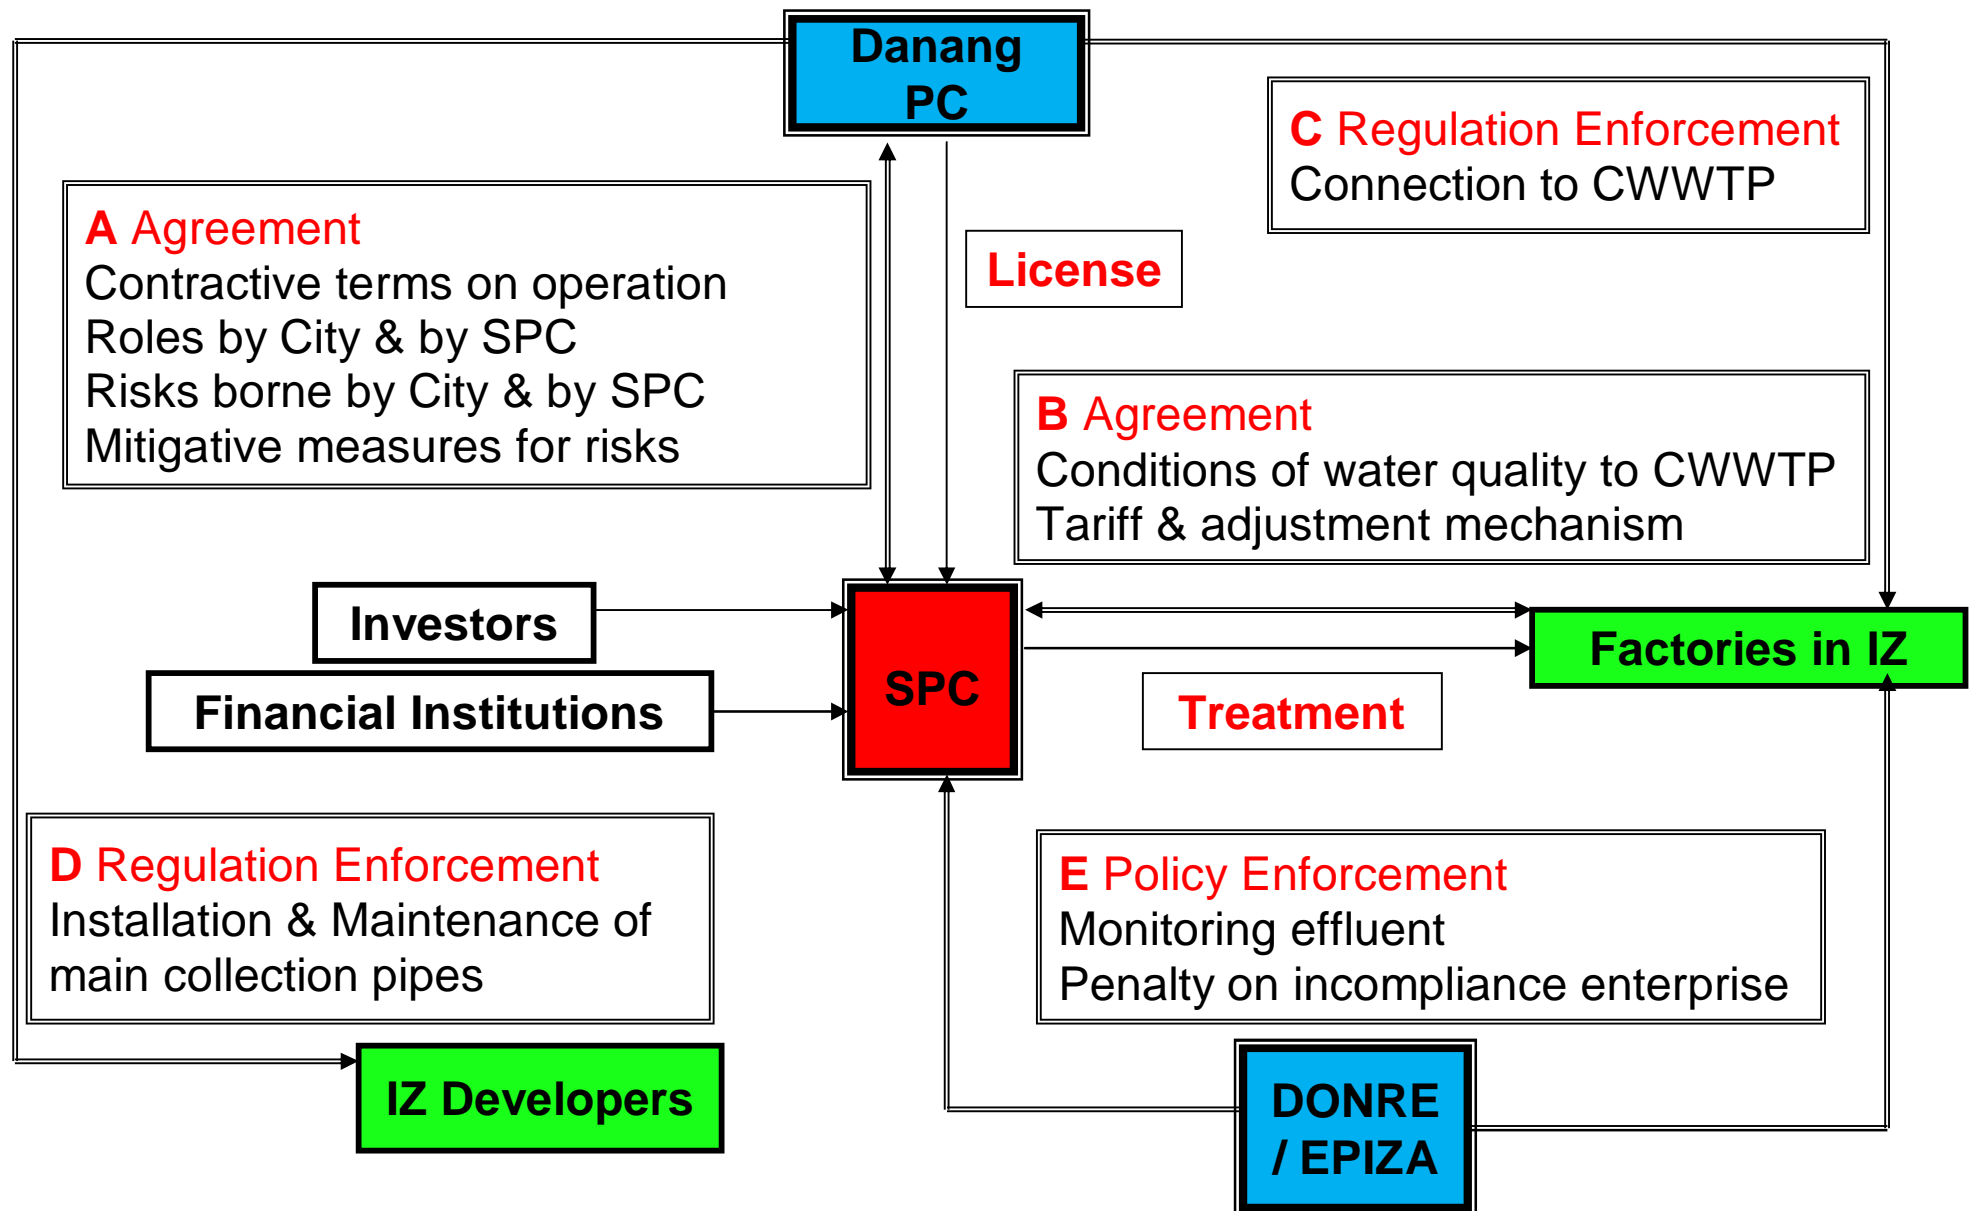 Danang
PC
C Regulation Enforcement
Connection to CWWTP
A Agreement
Contractive terms on operation
Roles by City & by SPC
Risks borne by City & by SPC
Mitigative measures for risks
License
B Agreement
Conditions of water quality to CWWTP
Tariff & adjustment mechanism
Investors
Financial Institutions
SPC
Factories in IZ
Treatment
D Regulation Enforcement
Installation & Maintenance of
main collection pipes
E Policy Enforcement
Monitoring effluent
Penalty on incompliance enterprise
IZ Developers
DONRE
/ EPIZA